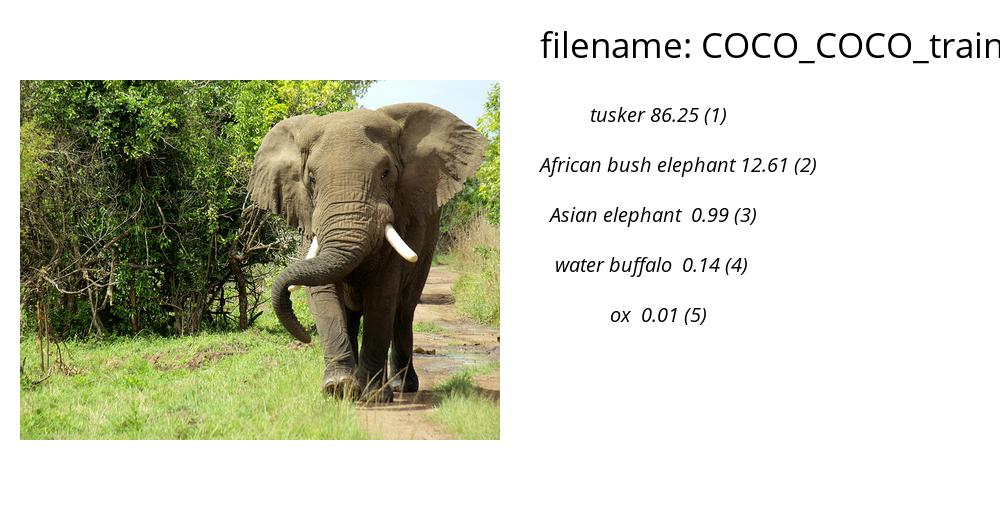 filename: COCO_COCO_train
tusker 86.25 (1)
African bush elephant 12.61 (2)
Asian elephant 0.99 (3)
water buffalo 0.14 (4)
ox 0.01 (5)